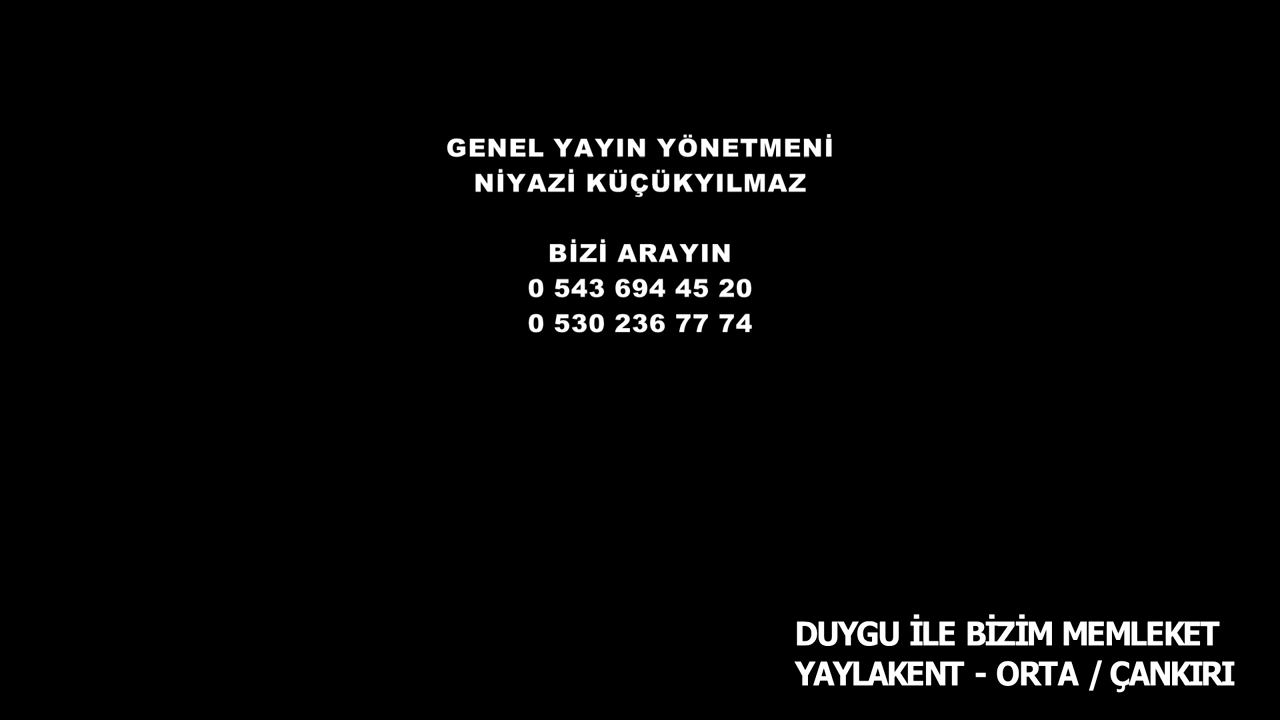 GENEL YAYIN YÖNETMENİ
NİYAZİ KÜÇÜKYILMAZ
BİZİ ARAYIN
0 543 694 45 20
0 530 236 77 74
DUYGU İLE BİZİM MEMLEKET
YAYLAKENT - ORTA / ÇANKIRI